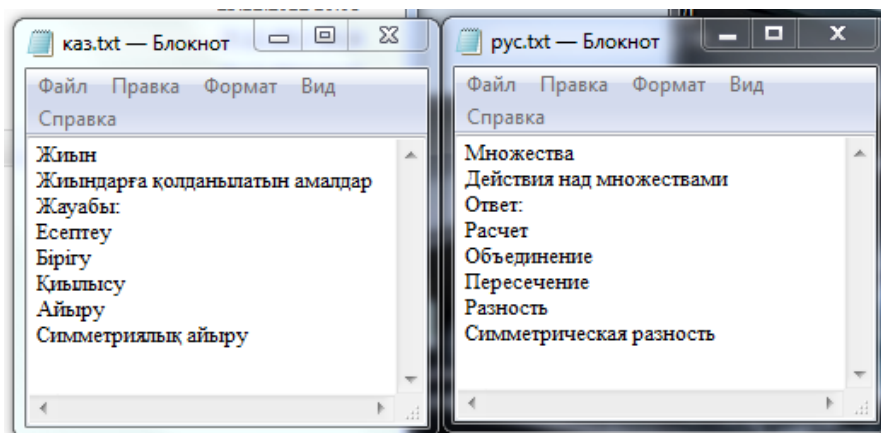 каз.txt — Блокнот
Файл Правка Формат Вид
Справка
Жиын
Жиындарға қолданылатын амалдар
Жауабы:
Есептеу
Бірігу
Қиылысу
Айыру
Симметриялық айыру
рус.txt — Блокнот
Файл Правка Формат Вид
Справка
Множества
Действия над множествами
Ответ:
Расчет
Объединение
Пересечение
Разность
Симметрическая разность